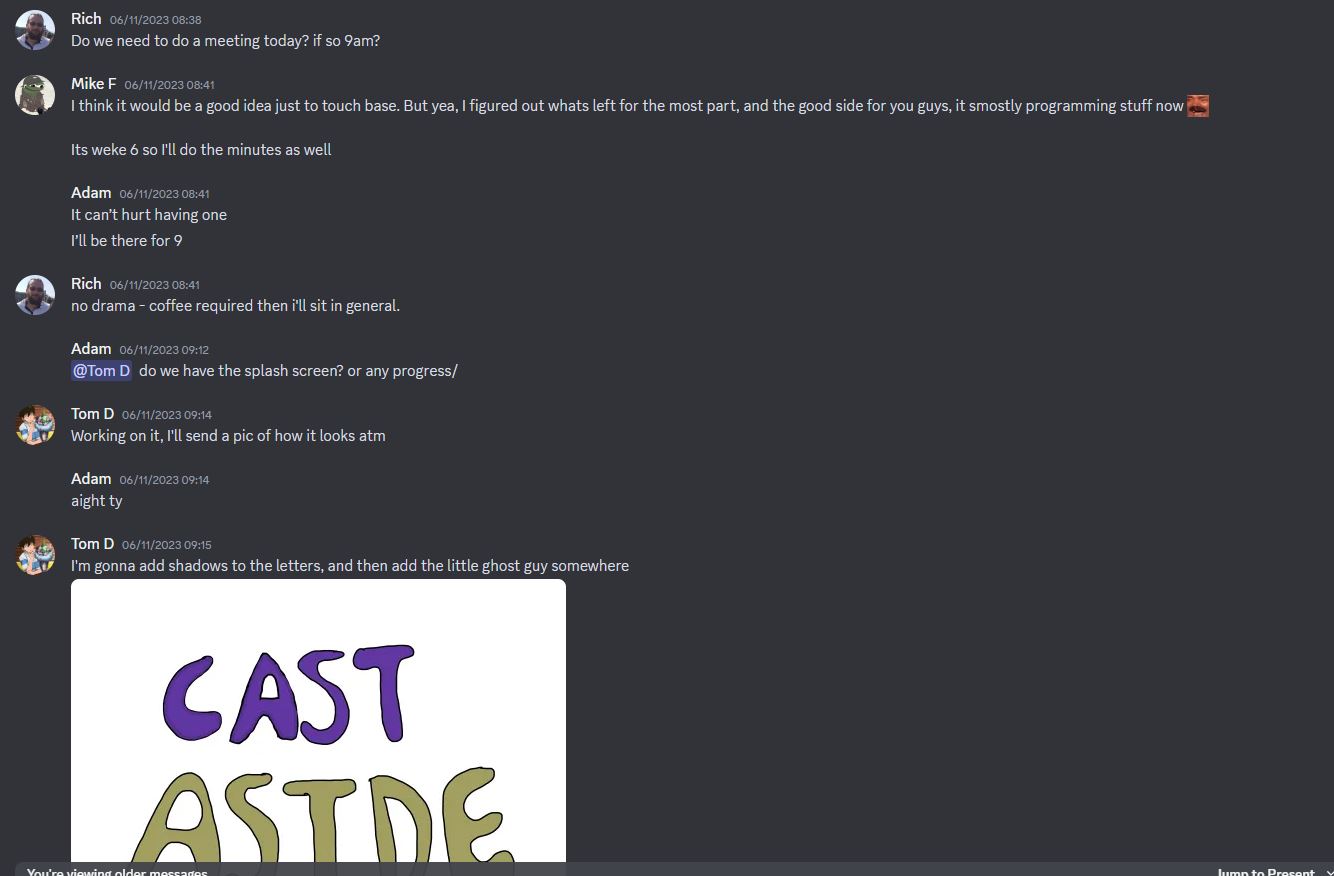 Rich 06/11/2023 08:38
Do we need to do a meeting today? if so 9am?
Mike F 06/11/2023 08:41
I think it would be a good idea just to touch base. But yea, I figured out whats left for the most part, and the good side for you guys, it smostly programming stuff now
Its weke 6 so I'll do the minutes as well
Adam 06/11/2023 08:41
It can't hurt having one
I'll be there for 9
Rich 06/11/2023 08:41
no drama - coffee required then i'll sit in general.
Adam 06/11/2023 09:12
@Tom D do we have the splash screen? or any progress/
Tom D 06/11/2023 09:14
Working on it, I'll send a pic of how it looks atm
Adam 06/11/2023 09:14
aight ty
Tom D 06/11/2023 09:15
I'm gonna add shadows to the letters, and then add the little ghost guy somewhere
CAST
ASIDE
You're viewing older messages
Jump to Present